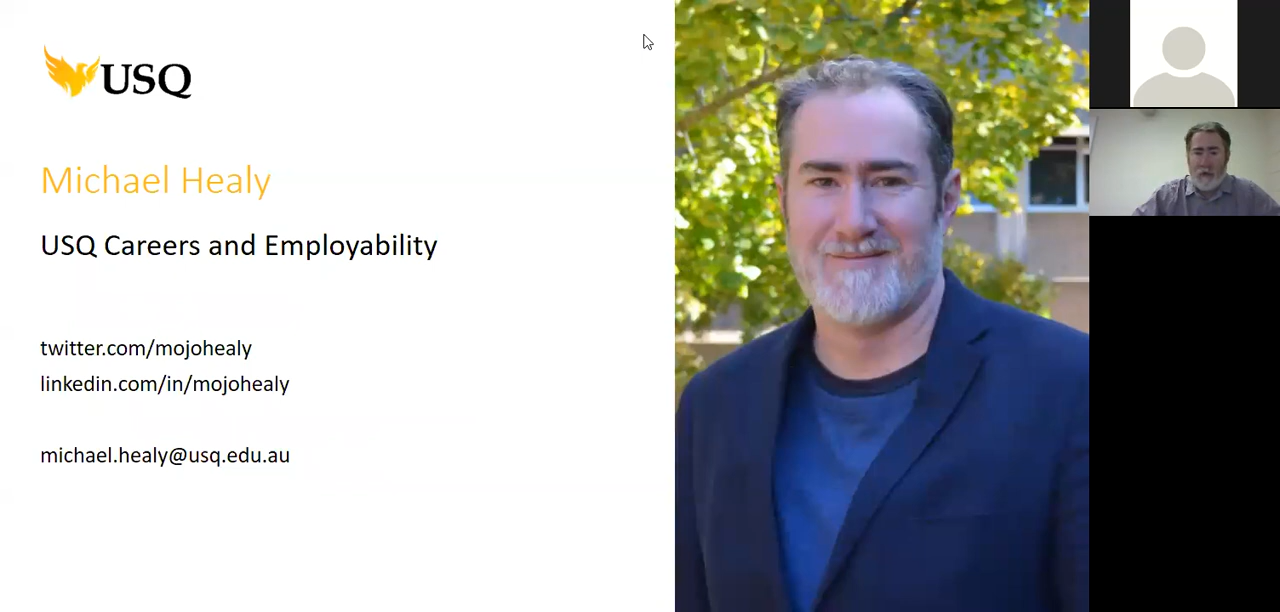 USQ
Michael Healy
USQ Careers and Employability
twitter.com/mojohealy
linkedin.com/in/mojohealy
michael.healy@usq.edu.au